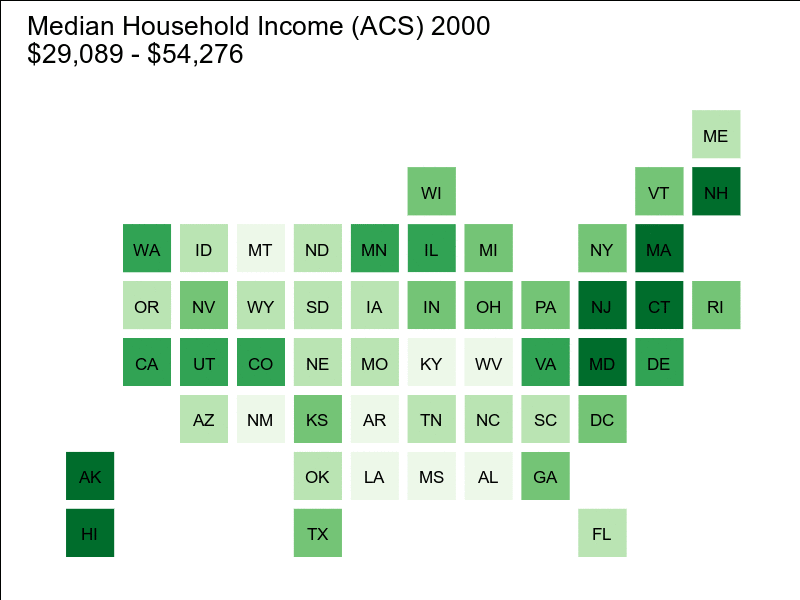 Median Household Income (ACS) 2000
$29,089 - $54,276
ME
WI VT NH
WA ID MT ND MN IL MI NY MA
OR NV WY SD IA IN OH PA NJ CT RI
CA UT CO NE MO KY WV VA MD DE
AZ NM KS AR TN NC SC DC
AK OK LA MS AL GA
HI TX FL